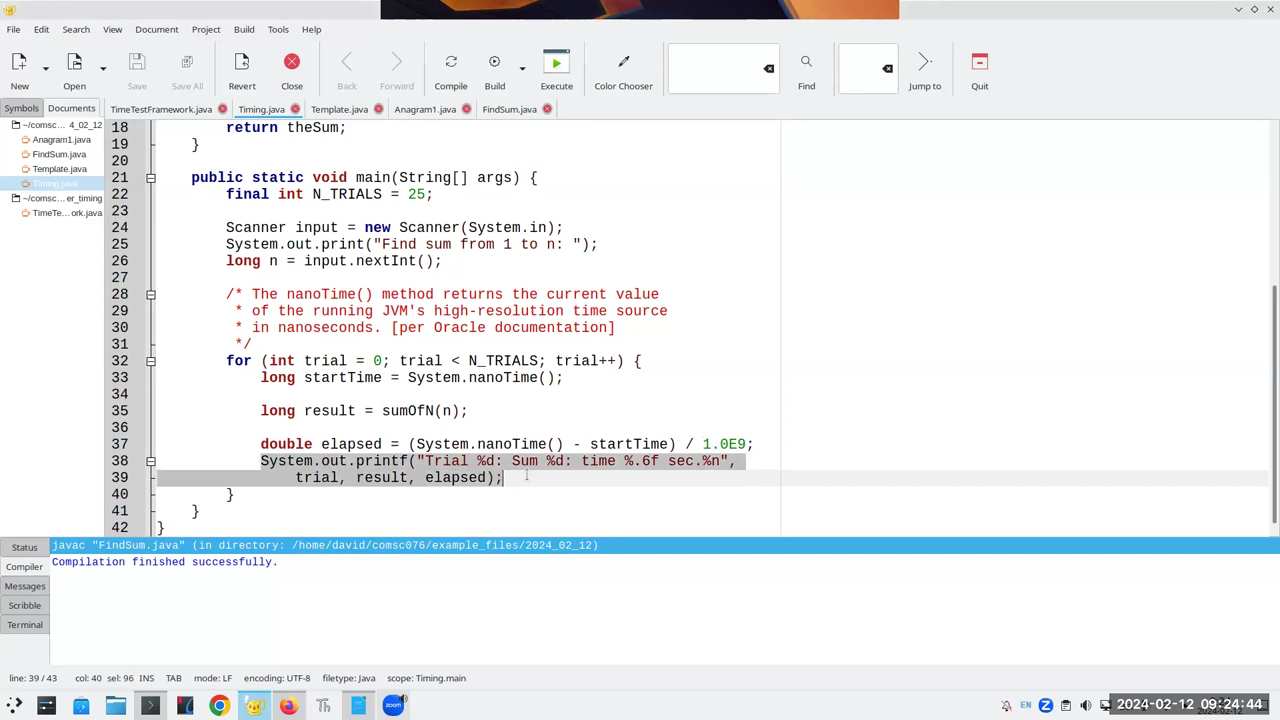 File Edit Search View Document Project Build Tools Help
New Open Save Save All Revert Close Back Forward Compile Build Execute Color Chooser Find Jump to Quit
Symbols Documents TimeTestFramework.java Timing.java Template.java Anagram1.java FindSum.java
~/comsc… 4_02_12
Anagram1.java
FindSum.java
Template.java
Timing.java
~/comsc… er_timing
TimeTe…ork.java
18 return theSum;
19 }
20
21 public static void main(String[] args) {
22 final int N_TRIALS = 25;
23
24 Scanner input = new Scanner(System.in);
25 System.out.print("Find sum from 1 to n: ");
26 long n = input.nextInt();
27
28 /* The nanoTime() method returns the current value
29 * of the running JVM's high-resolution time source
30 * in nanoseconds. [per Oracle documentation]
31 */
32 for (int trial = 0; trial < N_TRIALS; trial++) {
33 long startTime = System.nanoTime();
34
35 long result = sumOfN(n);
36
37 double elapsed = (System.nanoTime() - startTime) / 1.0E9;
38 System.out.printf("Trial %d: Sum %d: time %.6f sec.%n",
39 trial, result, elapsed);
40 }
41 }
42 }
Status
Compiler
Messages
Scribble
Terminal
javac "FindSum.java" (in directory: /home/david/comsc076/example_files/2024_02_12)
Compilation finished successfully.
line: 39 / 43 col: 40 sel: 96 INS TAB mode: LF encoding: UTF-8 filetype: Java scope: Timing.main
Th zoom EN Z 2024-02-12 09:24:44